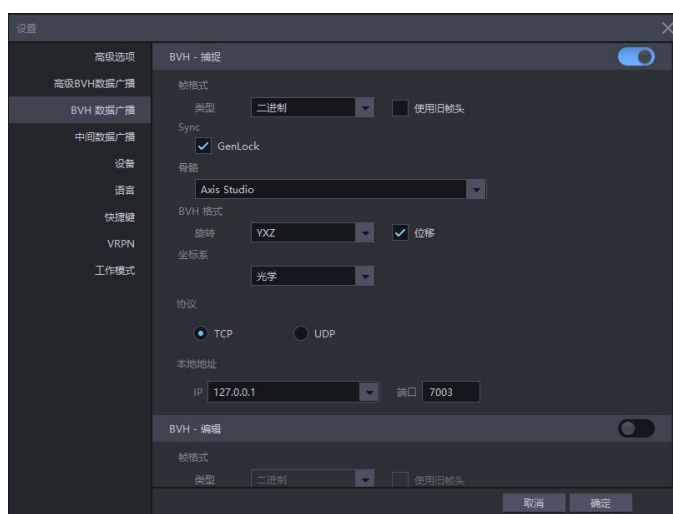 设置
高级选项
高级BVH数据广播
BVH 数据广播
中间数据广播
设备
语言
快捷键
VRPN
工作模式
BVH - 捕捉
帧格式
类型 二进制 使用旧帧头
Sync
GenLock
骨骼
Axis Studio
BVH 格式
旋转 YXZ 位移
坐标系
光学
协议
TCP UDP
本地地址
IP 127.0.0.1 端口 7003
BVH - 编辑
帧格式
类型 二进制 使用旧帧头
取消 确定